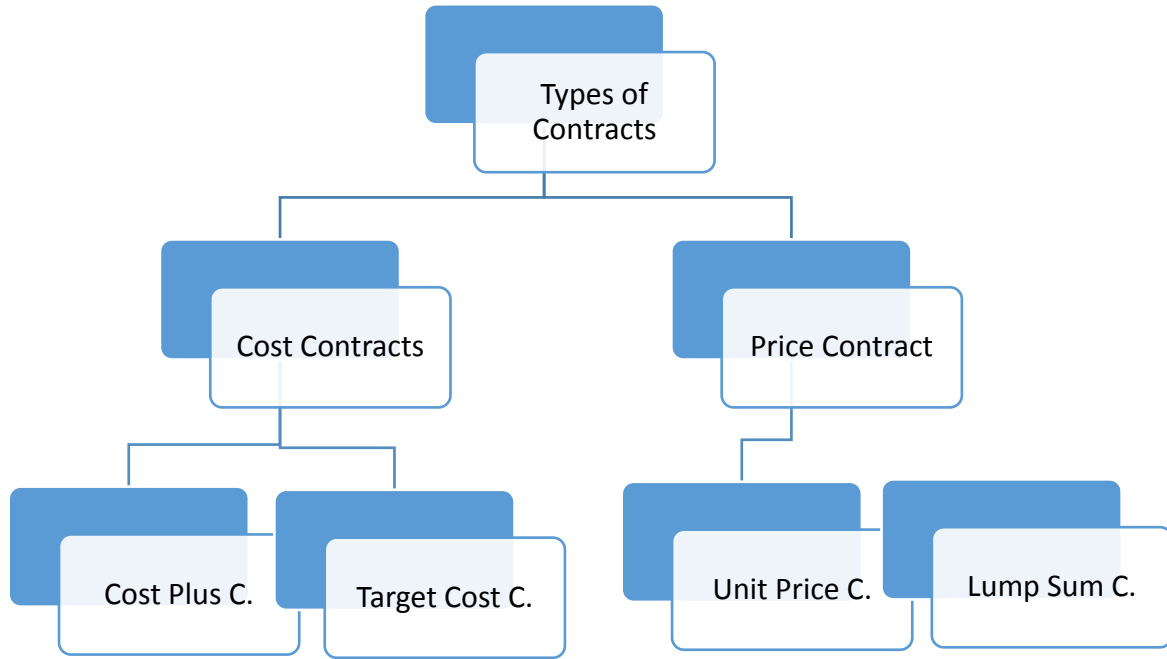 Types of
Contracts
Cost Contracts
Price Contract
Cost Plus C.
Target Cost C.
Unit Price C.
Lump Sum C.